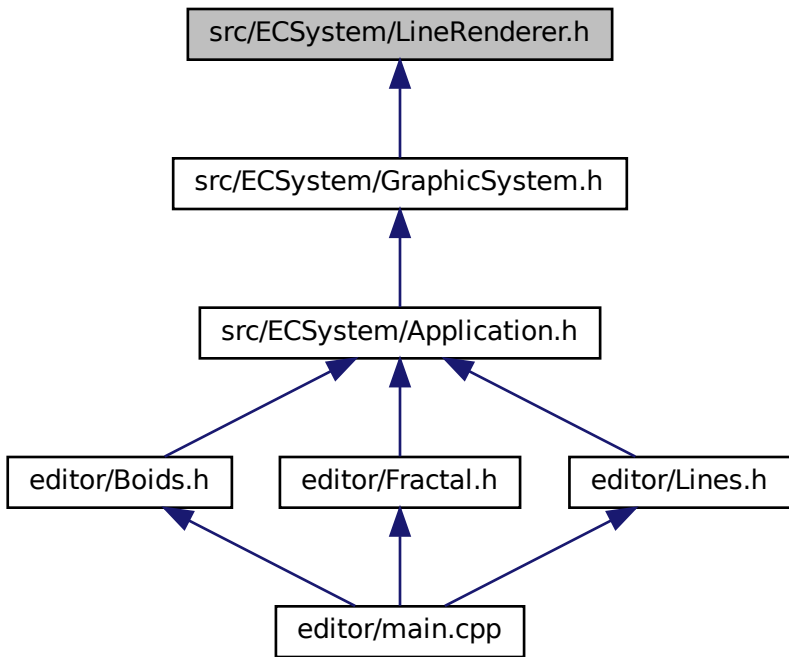 src/ECSystem/LineRenderer.h
src/ECSystem/GraphicSystem.h
src/ECSystem/Application.h
editor/Boids.h
editor/Fractal.h
editor/Lines.h
editor/main.cpp